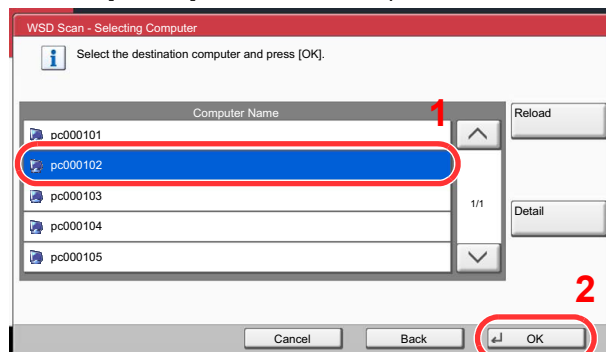 WSD Scan - Selecting Computer
Select the destination computer and press [OK].
Computer Name
1
Reload
pc000101
pc000102
pc000103
1/1
Detail
pc000104
pc000105
2
Cancel
Back
OK